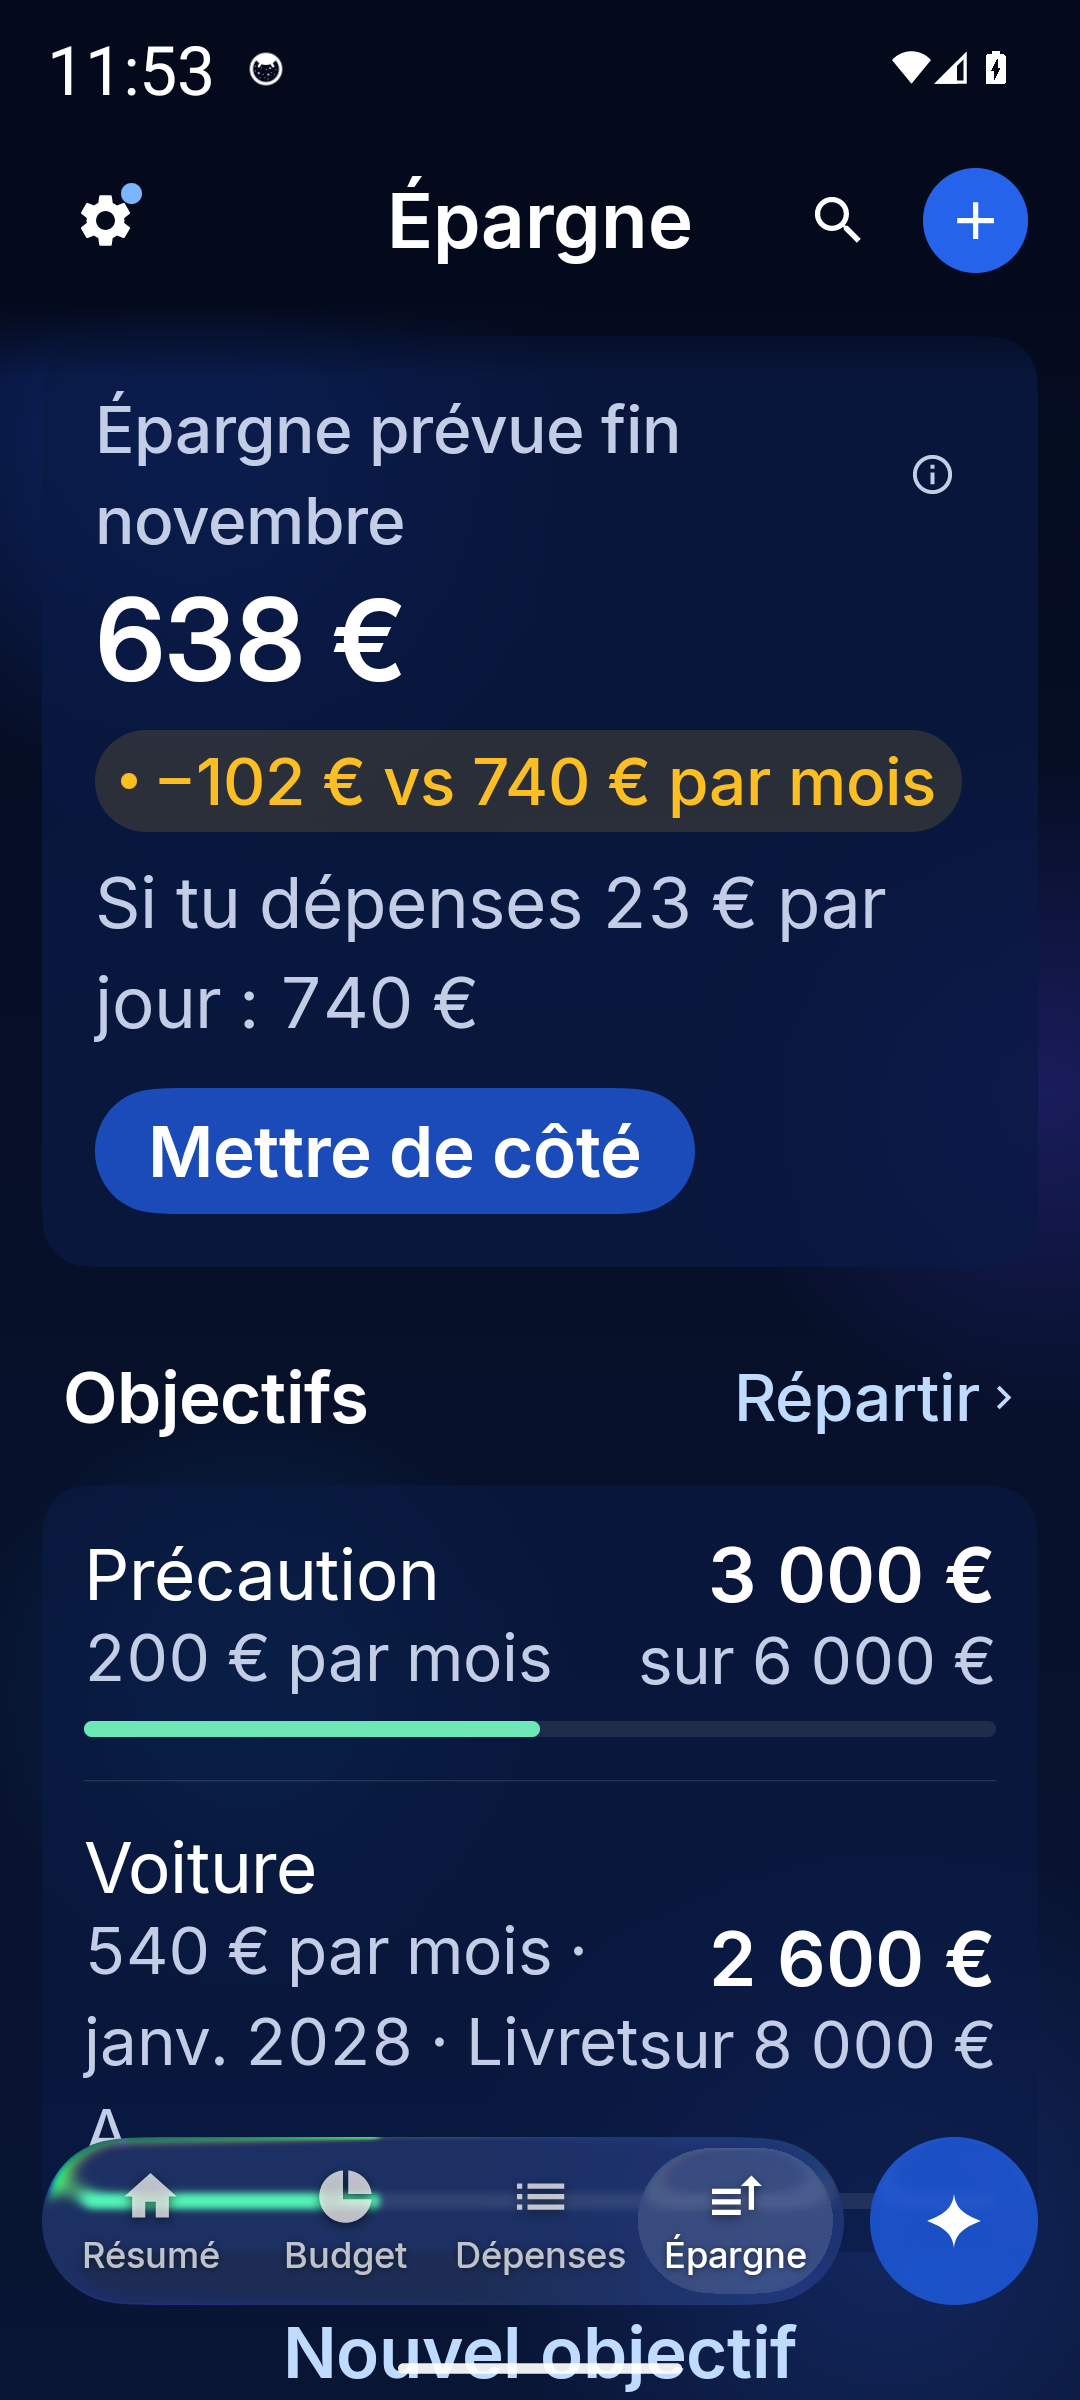 11:53
Épargne
Épargne prévue fin
novembre
638 €
• −102 € vs 740 € par mois
Si tu dépenses 23 € par
jour : 740 €
Mettre de côté
Objectifs
Répartir
Précaution
3 000 €
200 € par mois
sur 6 000 €
Voiture
540 € par mois ·
2 600 €
janv. 2028 · Livret
sur 8 000 €
A
Résumé
Budget
Dépenses
Épargne
Nouvel objectif